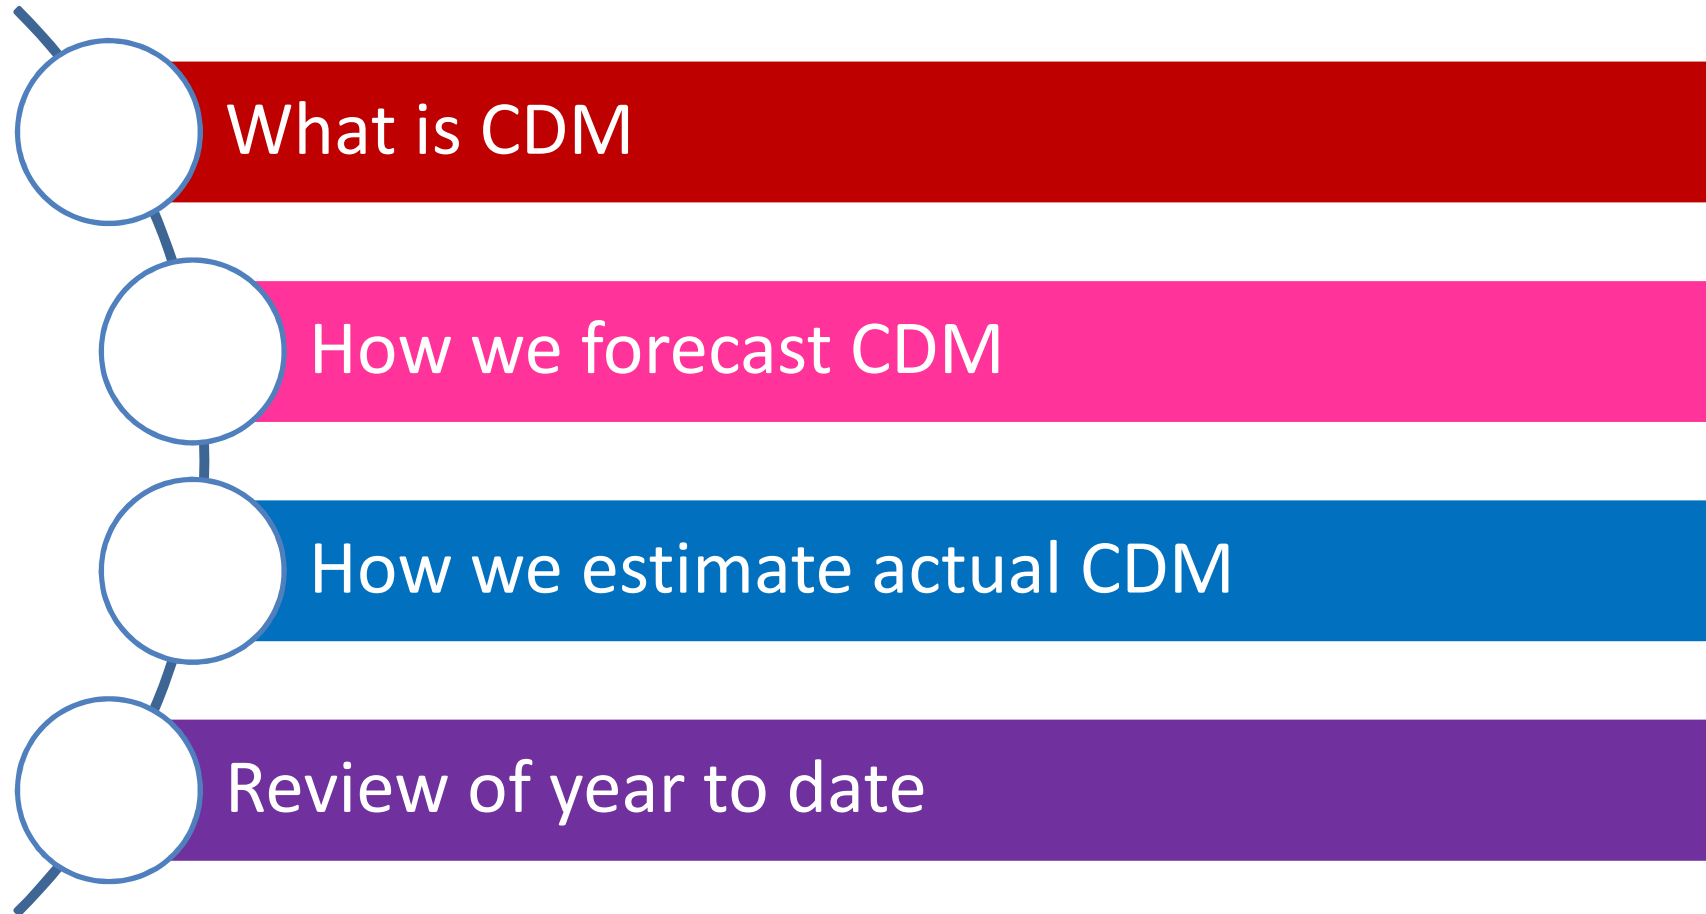 What is CDM
How we forecast CDM
How we estimate actual CDM
Review of year to date